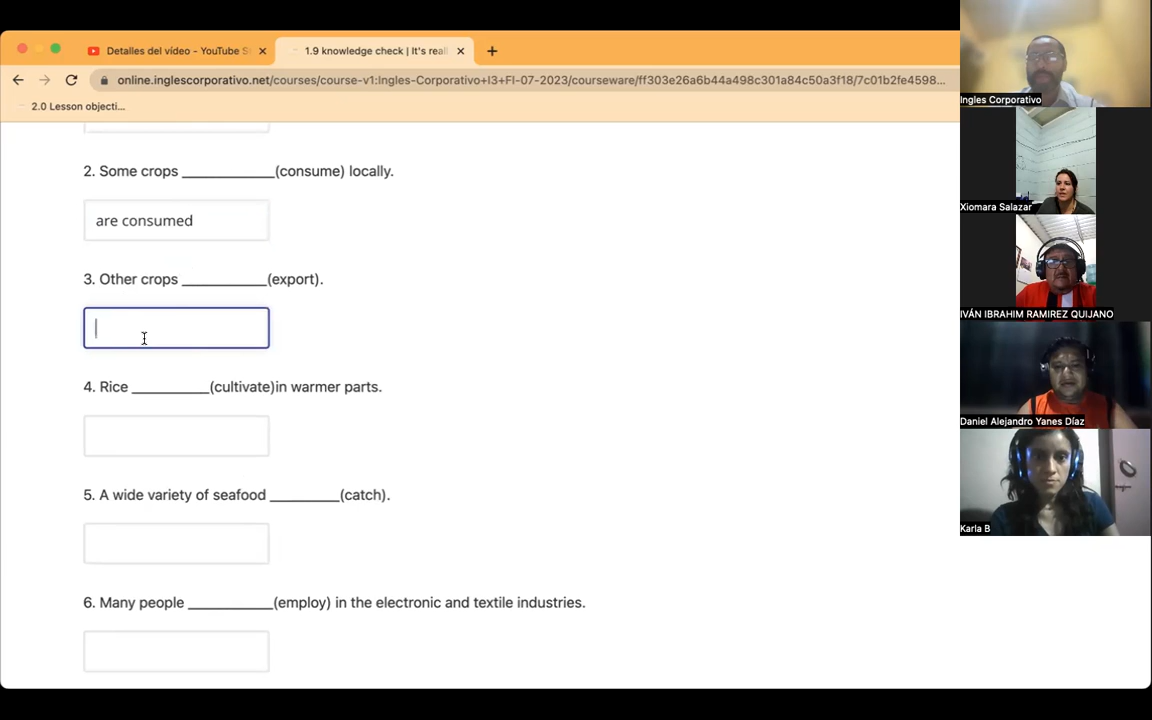 Detalles del vídeo - YouTube S
1.9 knowledge check | It's real
online.inglescorporativo.net/courses/course-v1:Ingles-Corporativo+I3+FI-07-2023/courseware/ff303e26a6b44a498c301a84c50a3f18/7c01b2fe4598...
2.0 Lesson objecti...
2. Some crops ____________(consume) locally.
are consumed
3. Other crops ___________(export).
4. Rice __________(cultivate)in warmer parts.
5. A wide variety of seafood _________(catch).
6. Many people ___________(employ) in the electronic and textile industries.
Ingles Corporativo
Xiomara Salazar
IVÁN IBRAHIM RAMIREZ QUIJANO
Daniel Alejandro Yanes Díaz
Karla B